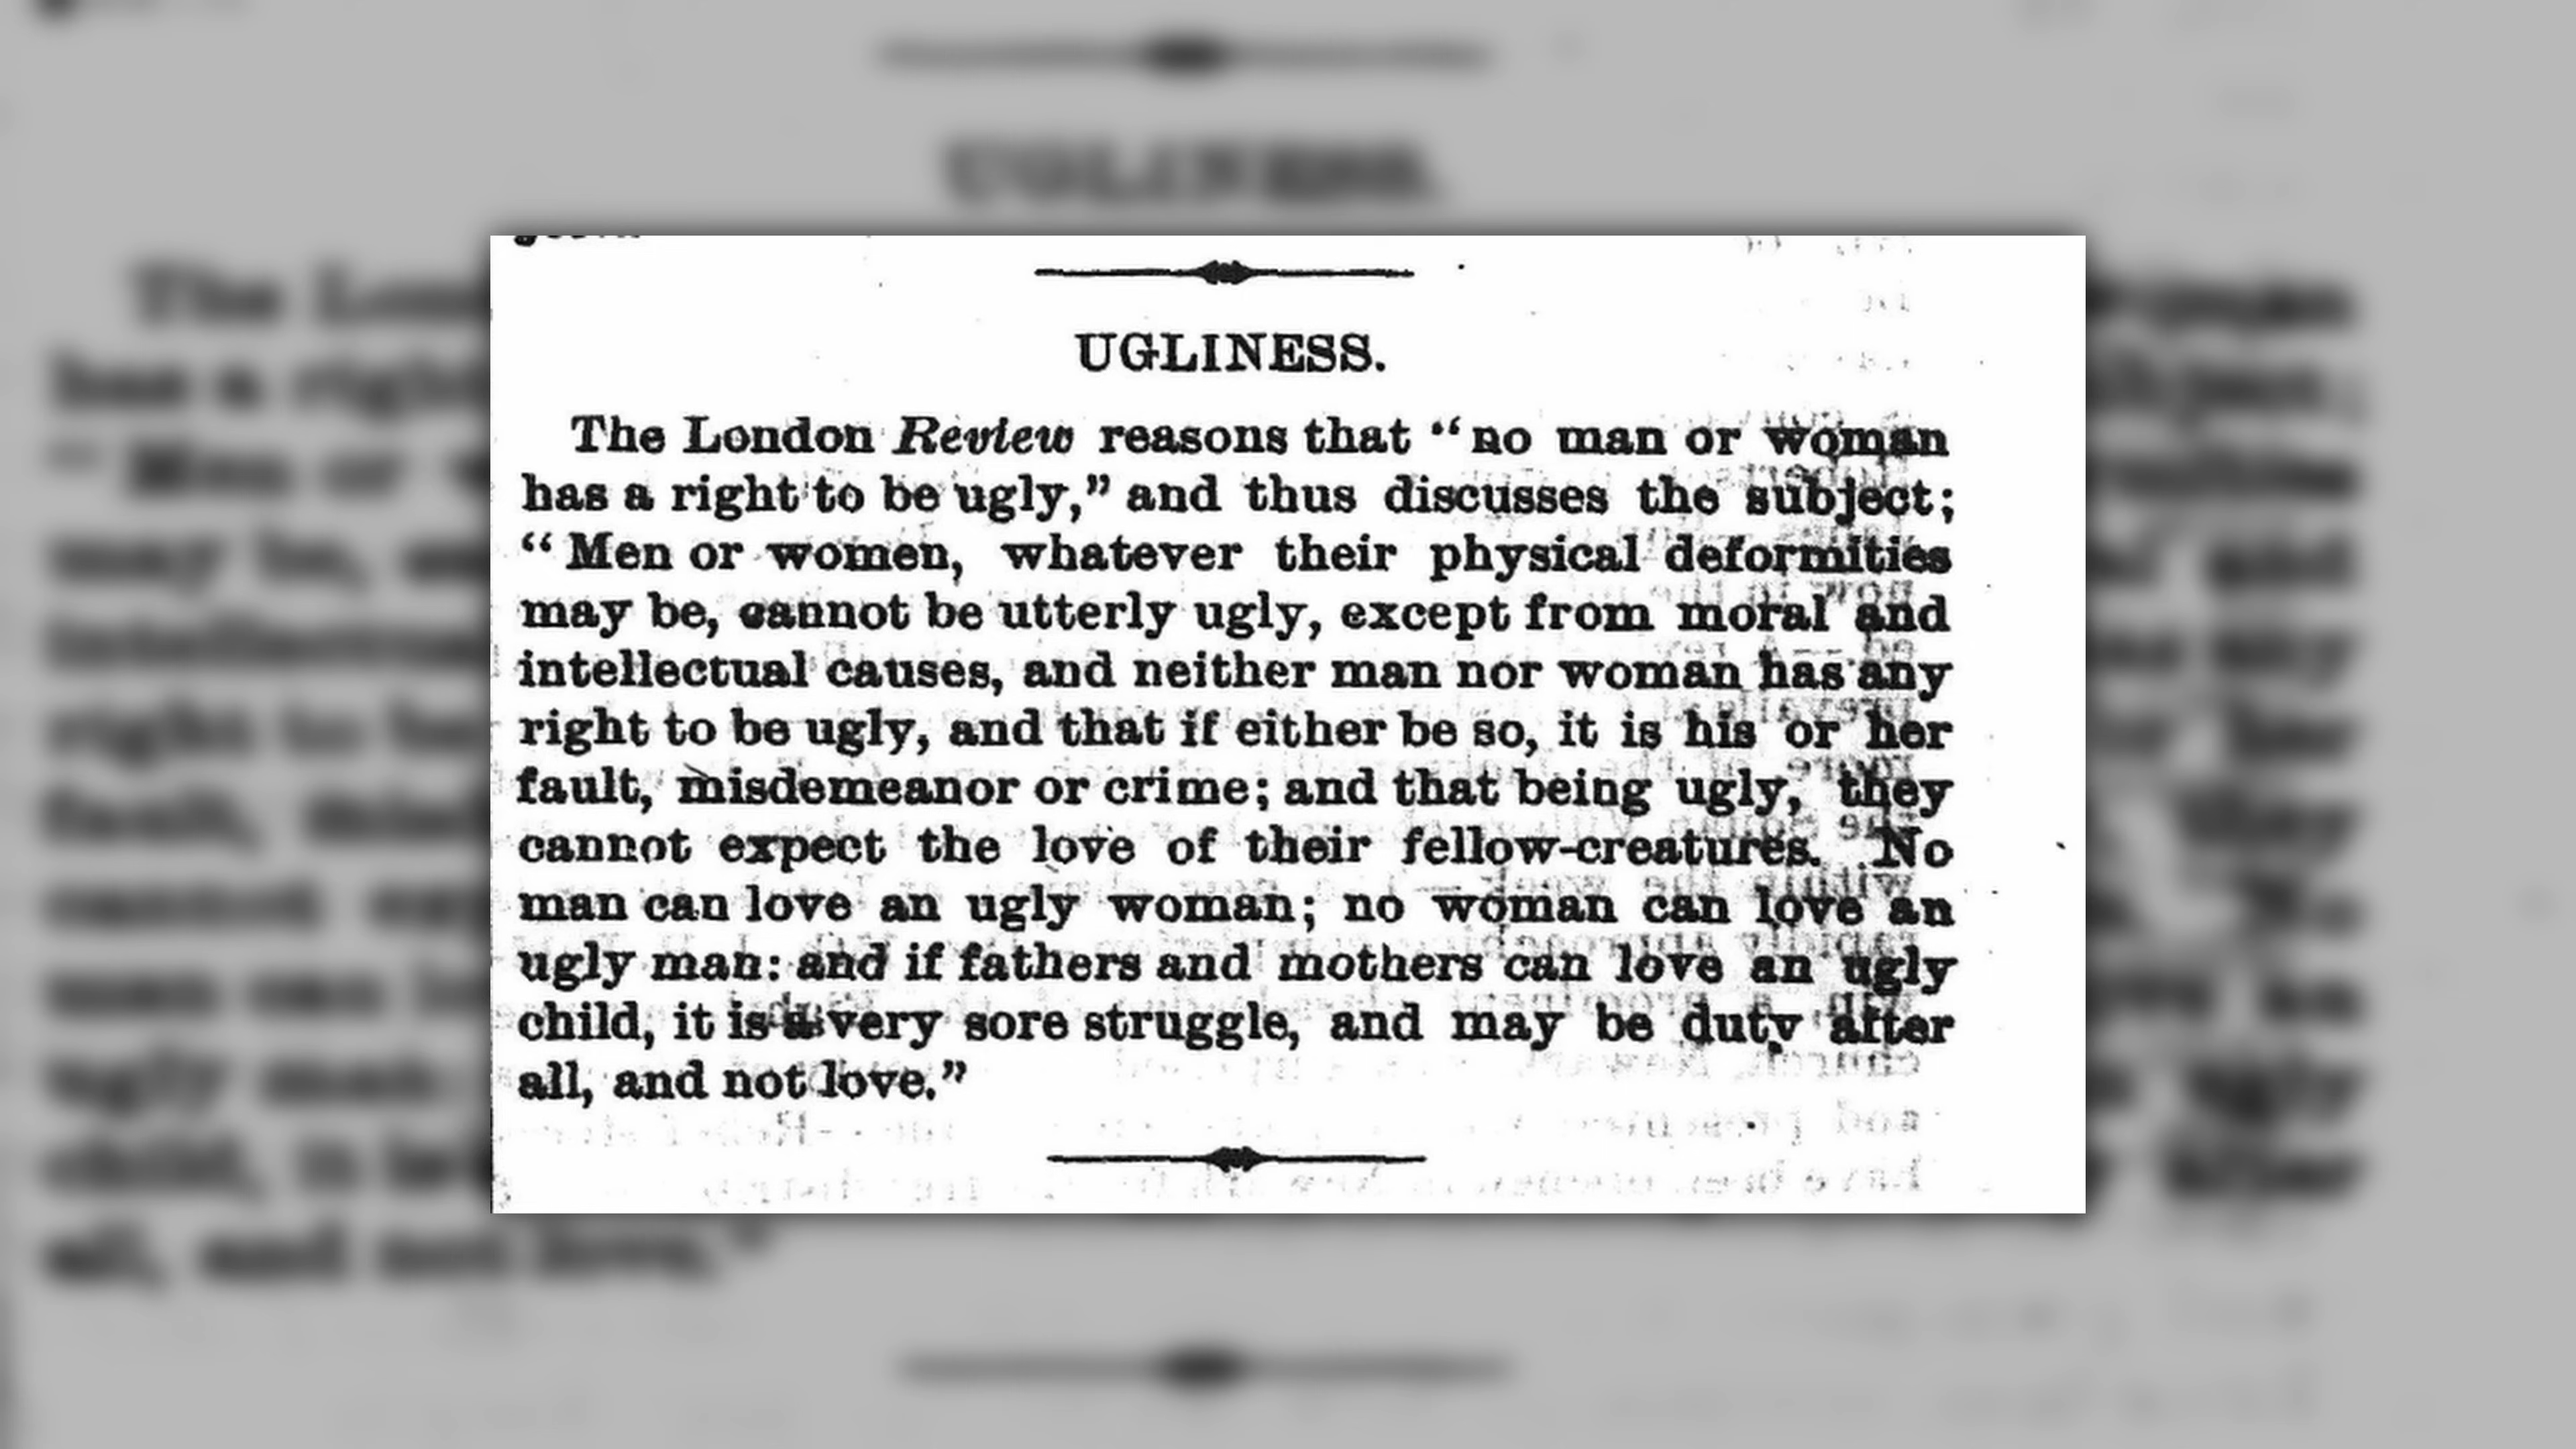 UGLINESS.
The London Review reasons that “no man or woman
has a right to be ugly,” and thus discusses the subject;
“Men or women, whatever their physical deformities
may be, cannot be utterly ugly, except from moral and
intellectual causes, and neither man nor woman has any
right to be ugly, and that if either be so, it is his or her
fault, misdemeanor or crime; and that being ugly, they
cannot expect the love of their fellow-creatures. No
man can love an ugly woman; no woman can love an
ugly man: and if fathers and mothers can love an ugly
child, it is a very sore struggle, and may be duty after
all, and not love.”